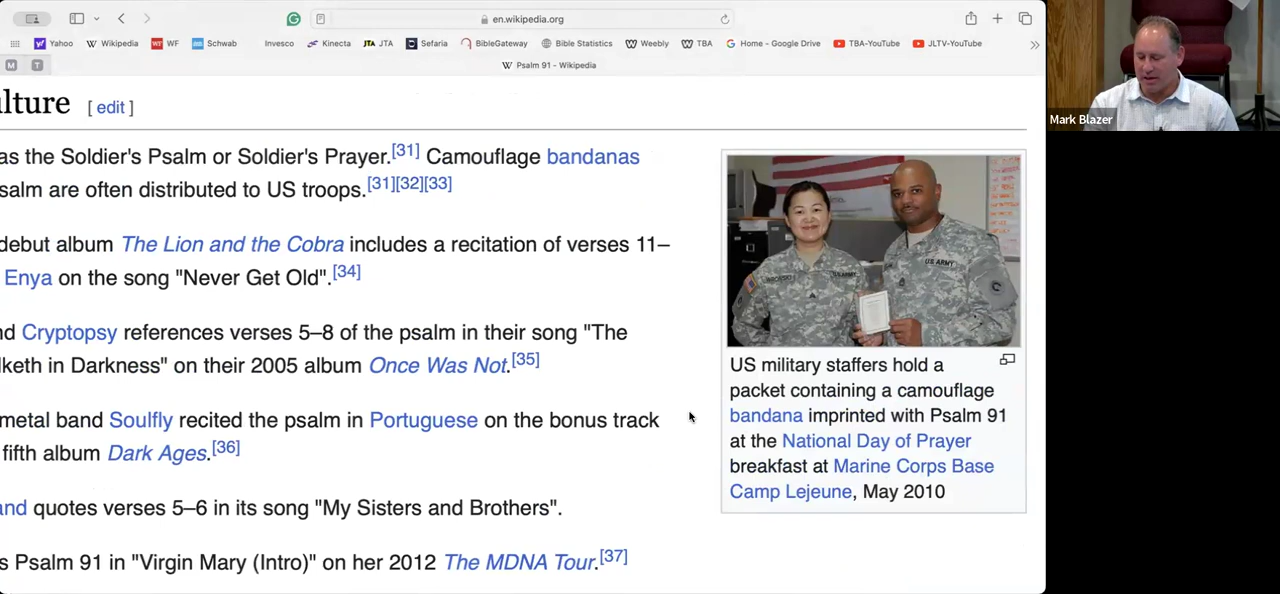 en.wikipedia.org
Yahoo Wikipedia WF WF Schwab Invesco Kinecta JTA JTA Sefaria BibleGateway Bible Statistics Weebly TBA Home - Google Drive TBA-YouTube JLTV-YouTube
M T W Psalm 91 - Wikipedia
Mark Blazer
ulture [ edit ]
as the Soldier's Psalm or Soldier's Prayer.[31] Camouflage bandanas
salm are often distributed to US troops.[31][32][33]
debut album The Lion and the Cobra includes a recitation of verses 11–
Enya on the song "Never Get Old".[34]
nd Cryptopsy references verses 5–8 of the psalm in their song "The
lketh in Darkness" on their 2005 album Once Was Not.[35]
metal band Soulfly recited the psalm in Portuguese on the bonus track
fifth album Dark Ages.[36]
and quotes verses 5–6 in its song "My Sisters and Brothers".
s Psalm 91 in "Virgin Mary (Intro)" on her 2012 The MDNA Tour.[37]
U.S. ARMY
US military staffers hold a
packet containing a camouflage
bandana imprinted with Psalm 91
at the National Day of Prayer
breakfast at Marine Corps Base
Camp Lejeune, May 2010